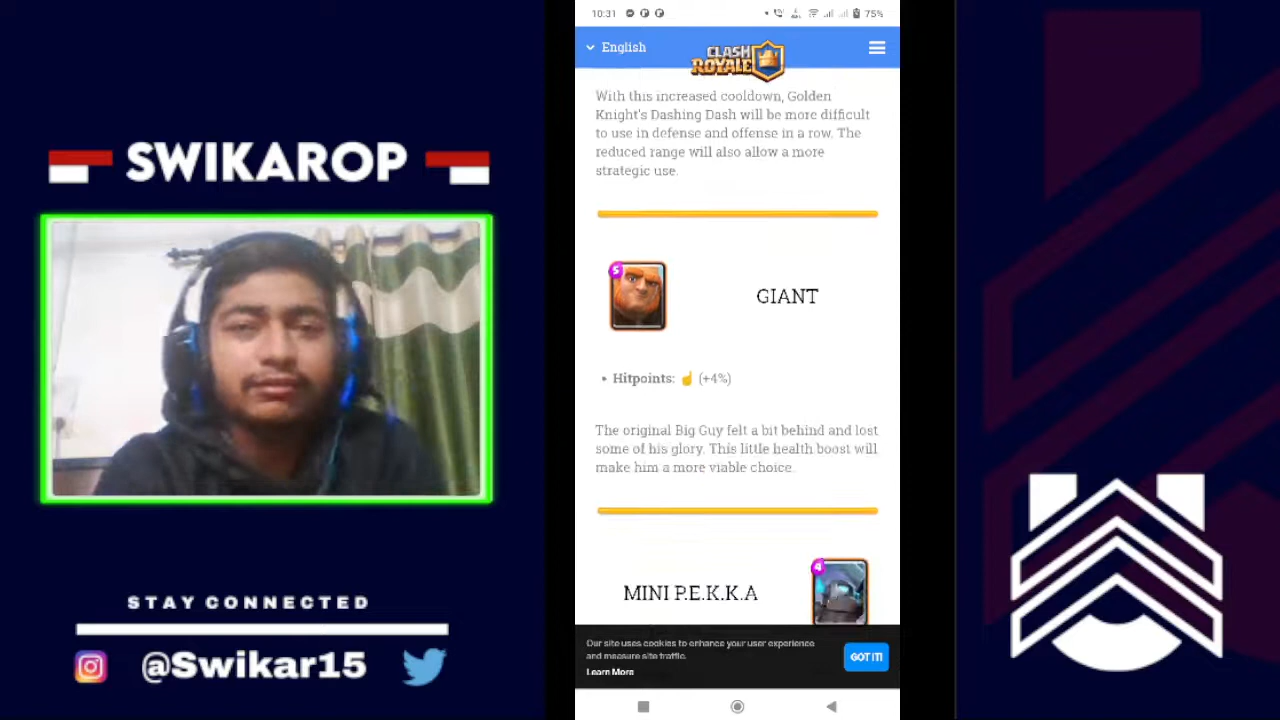 SWIKAROP
STAY CONNECTED
@Swikar15
10:31
75%
English
CLASH
ROYALE
With this increased cooldown, Golden
Knight's Dashing Dash will be more difficult
to use in defense and offense in a row. The
reduced range will also allow a more
strategic use.
5
GIANT
Hitpoints: ☝ (+4%)
The original Big Guy felt a bit behind and lost
some of his glory. This little health boost will
make him a more viable choice.
4
MINI P.E.K.K.A
Our site uses cookies to enhance your user experience
and measure site traffic.
Learn More
GOT IT!